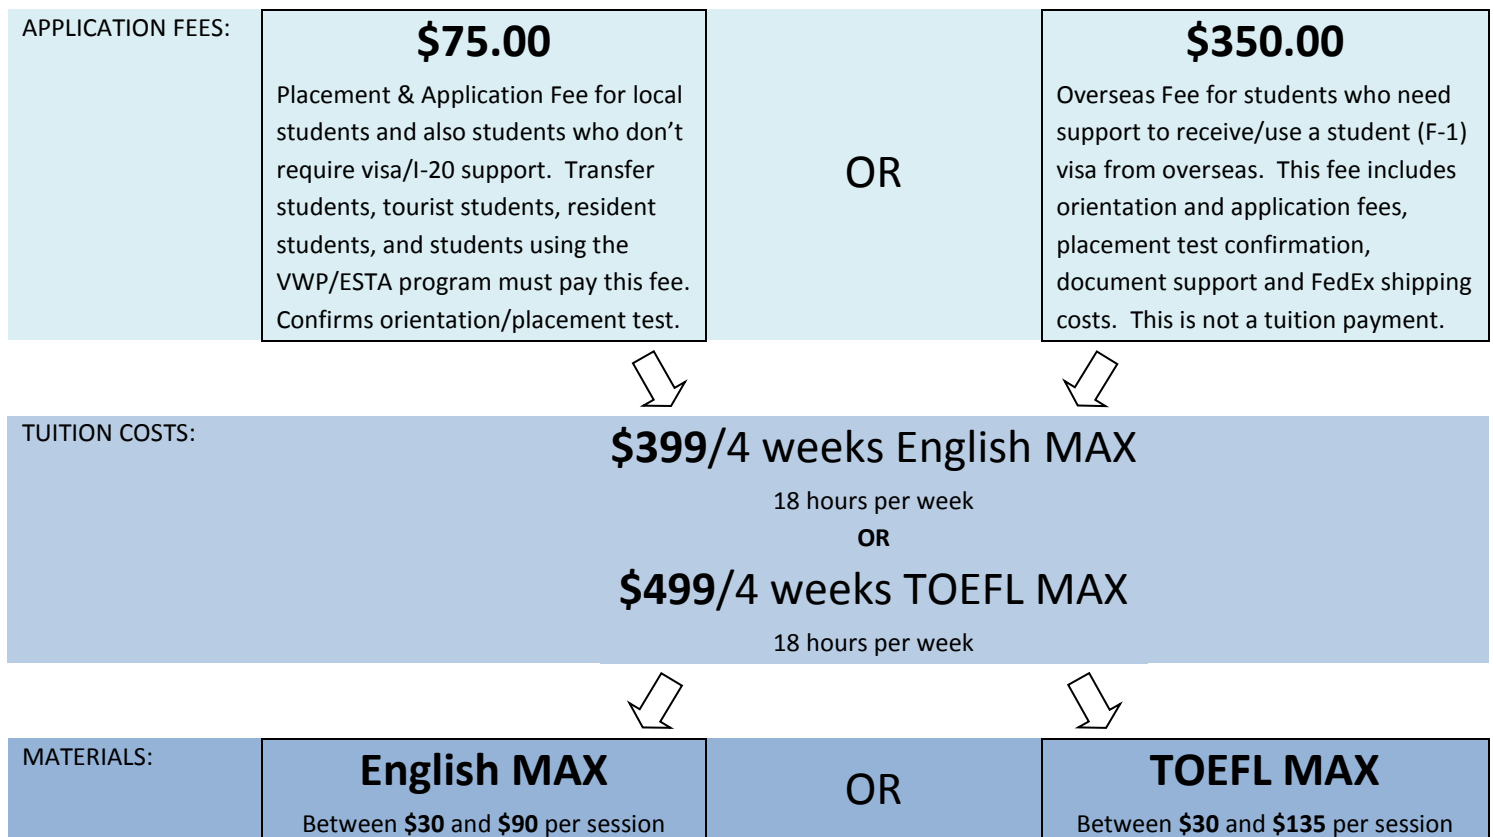 APPLICATION FEES:
$75.00
Placement & Application Fee for local
students and also students who don’t
require visa/I-20 support.  Transfer
students, tourist students, resident
students, and students using the
VWP/ESTA program must pay this fee.
Confirms orientation/placement test.
OR
$350.00
Overseas Fee for students who need
support to receive/use a student (F-1)
visa from overseas.  This fee includes
orientation and application fees,
placement test confirmation,
document support and FedEx shipping
costs.  This is not a tuition payment.
TUITION COSTS:
$399/4 weeks English MAX
18 hours per week
OR
$499/4 weeks TOEFL MAX
18 hours per week
MATERIALS:
English MAX
Between $30 and $90 per session
OR
TOEFL MAX
Between $30 and $135 per session